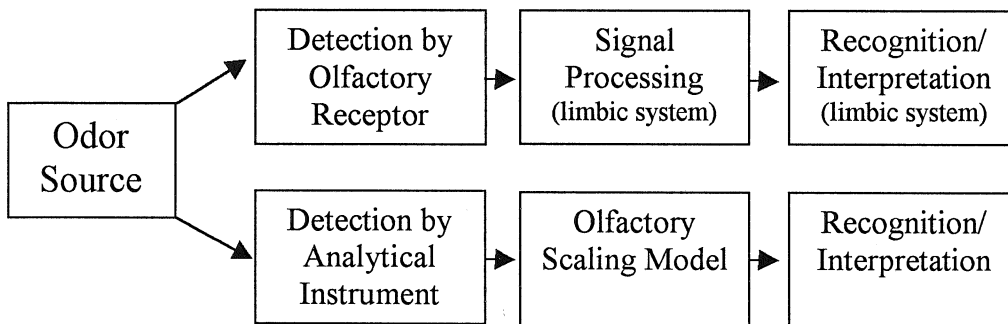 Odor
Source
Detection by
Olfactory
Receptor
Signal
Processing
(limbic system)
Recognition/
Interpretation
(limbic system)
Detection by
Analytical
Instrument
Olfactory
Scaling Model
Recognition/
Interpretation